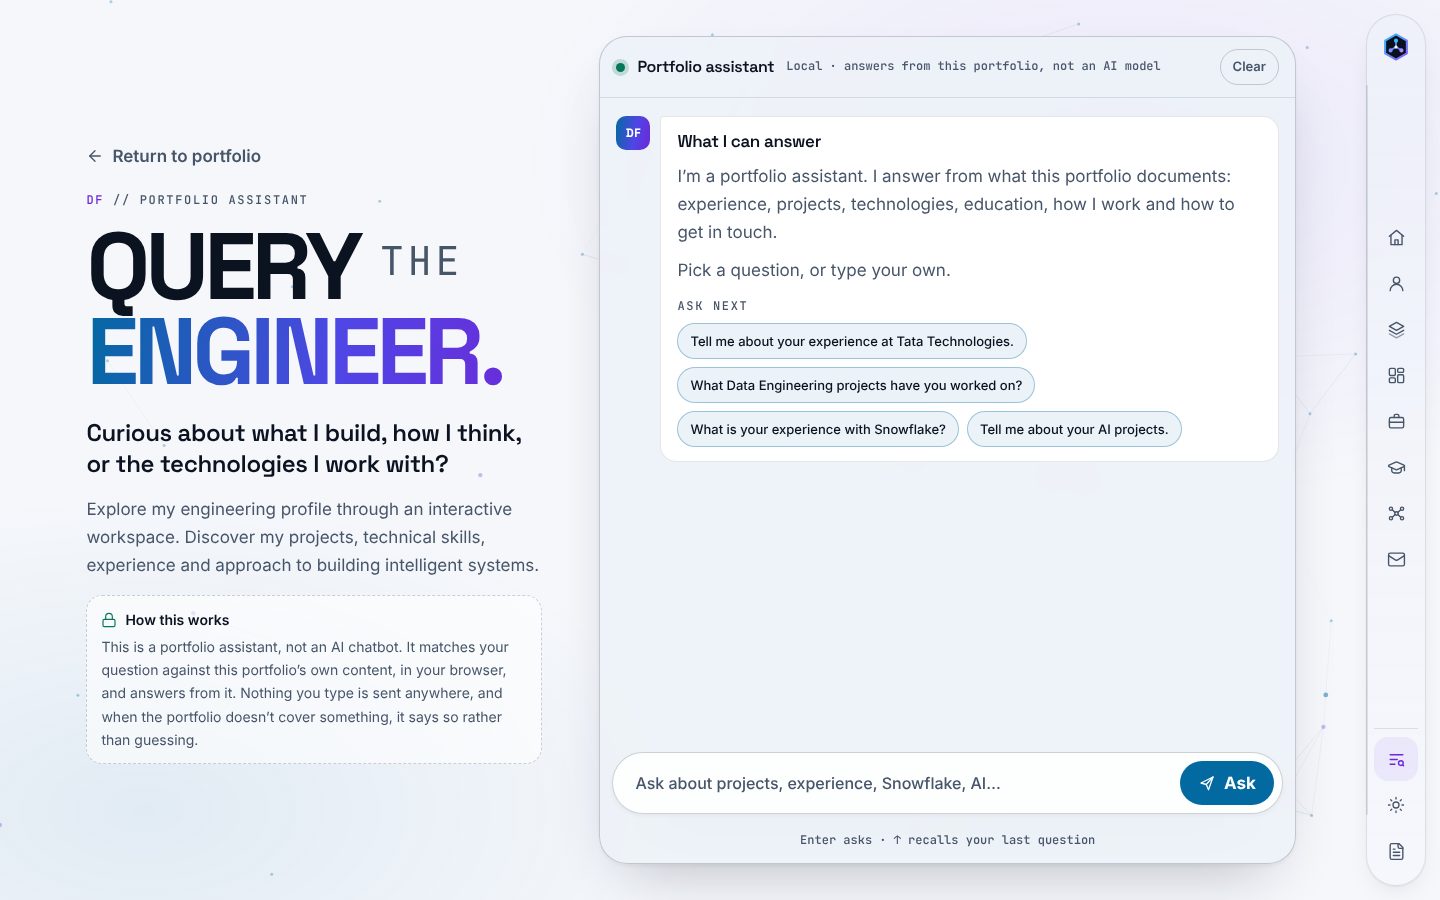 Return to portfolio
DF // PORTFOLIO ASSISTANT
QUERY THE
ENGINEER.
Curious about what I build, how I think,
or the technologies I work with?
Explore my engineering profile through an interactive
workspace. Discover my projects, technical skills,
experience and approach to building intelligent systems.
How this works
This is a portfolio assistant, not an AI chatbot. It matches your
question against this portfolio’s own content, in your browser,
and answers from it. Nothing you type is sent anywhere, and
when the portfolio doesn’t cover something, it says so rather
than guessing.
Portfolio assistant Local · answers from this portfolio, not an AI model Clear
DF
What I can answer
I’m a portfolio assistant. I answer from what this portfolio documents:
experience, projects, technologies, education, how I work and how to
get in touch.
Pick a question, or type your own.
ASK NEXT
Tell me about your experience at Tata Technologies.
What Data Engineering projects have you worked on?
What is your experience with Snowflake? Tell me about your AI projects.
Ask about projects, experience, Snowflake, AI... Ask
Enter asks · ↑ recalls your last question